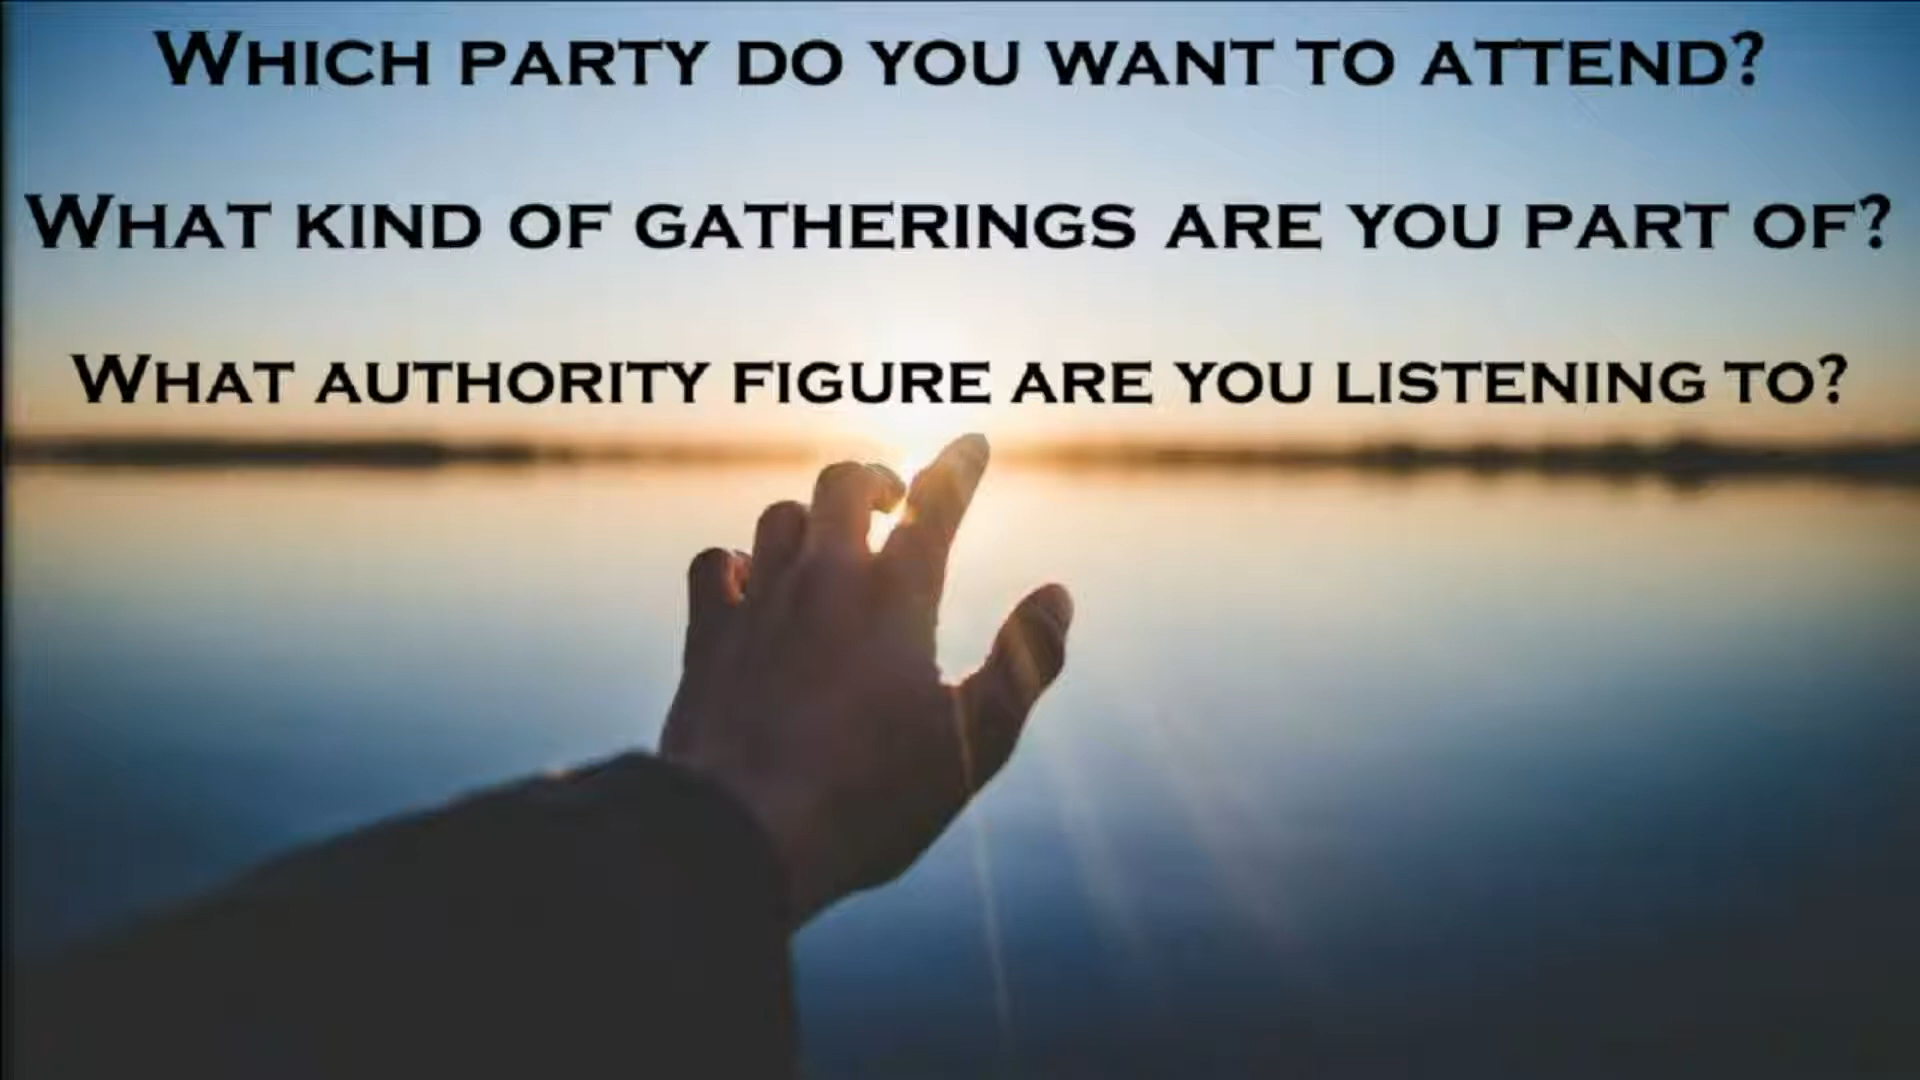 Which party do you want to attend?
What kind of gatherings are you part of?
What authority figure are you listening to?